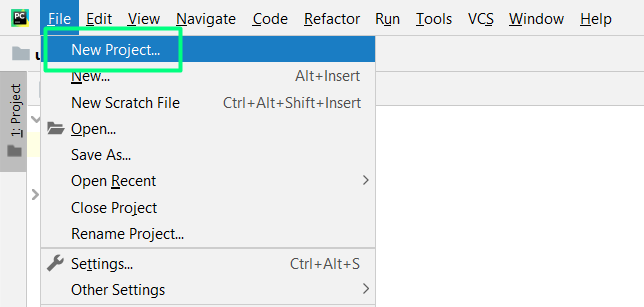 PC
File Edit View Navigate Code Refactor Run Tools VCS Window Help
u
New Project...
New... Alt+Insert
1: Project
New Scratch File Ctrl+Alt+Shift+Insert
Open...
Save As...
Open Recent
Close Project
Rename Project...
Settings... Ctrl+Alt+S
Other Settings